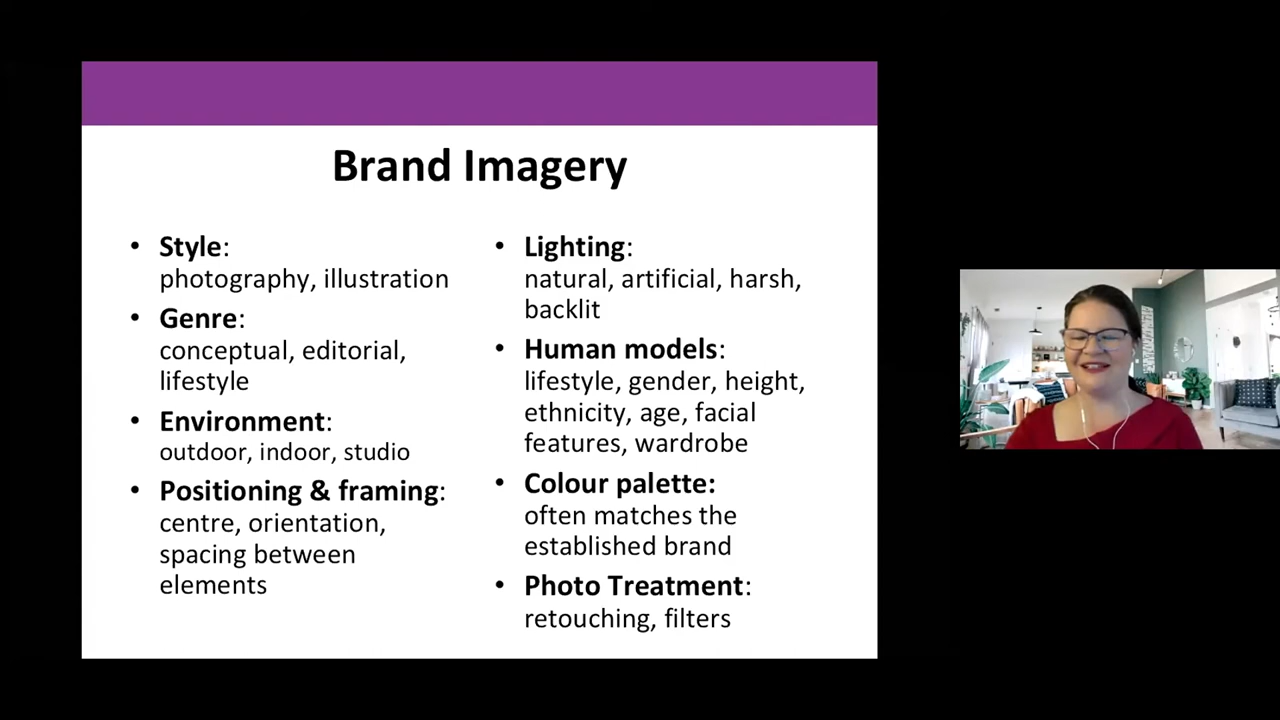 Brand Imagery
• Style:
photography, illustration
• Genre:
conceptual, editorial,
lifestyle
• Environment:
outdoor, indoor, studio
• Positioning & framing:
centre, orientation,
spacing between
elements
• Lighting:
natural, artificial, harsh,
backlit
• Human models:
lifestyle, gender, height,
ethnicity, age, facial
features, wardrobe
• Colour palette:
often matches the
established brand
• Photo Treatment:
retouching, filters